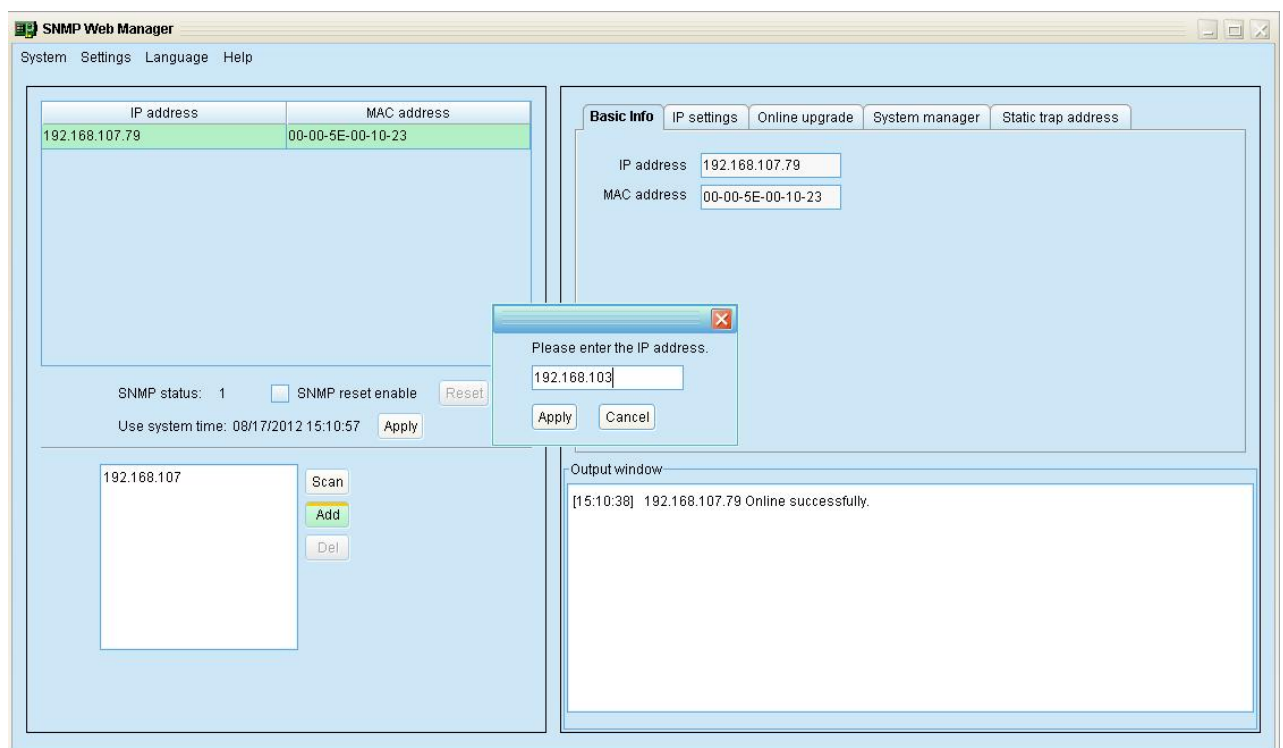 SNMP Web Manager
System Settings Language Help
IP address MAC address
192.168.107.79 00-00-5E-00-10-23
SNMP status: 1 SNMP reset enable Reset
Use system time: 08/17/2012 15:10:57 Apply
192.168.107
Scan
Add
Del
Basic Info IP settings Online upgrade System manager Static trap address
IP address 192.168.107.79
MAC address 00-00-5E-00-10-23
Please enter the IP address.
192.168.103
Apply Cancel
Output window
[15:10:38] 192.168.107.79 Online successfully.